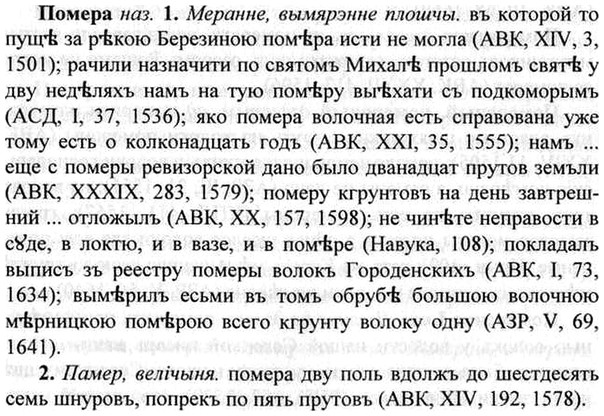 Помера наз. 1. Меранне, вымярэнне плошчы. въ которой то
пущѣ за рѣкою Березиною помѣра исти не могла (АВК, XIV, 3,
1501); рачили назначити по святомъ Михалѣ прошломъ святѣ у
дву недѣляхъ намъ на тую помѣру выѣхати съ подкоморымъ
(АСД, I, 37, 1536); яко помера волочная есть справована уже
тому есть о колконадцать годъ (АВК, XXI, 35, 1555); намъ ...
еще с померы ревизорской дано было дванадцат прутов земъли
(АВК, XXXIX, 283, 1579); померу кгрунтовъ на день завтреш-
ний ... отложылъ (АВК, XX, 157, 1598); не чинѣте неправости в
сꙋде, в локтю, и в вазе, и в помѣре (Навука, 108); покладалъ
выпись зъ реестру померы волокъ Городенскихъ (АВК, I, 73,
1634); вымѣрилъ есьми въ томъ обрубѣ большою волочною
мѣрницкою помѣрою всего кгрунту волоку одну (АЗР, V, 69,
1641).
2. Памер, велічыня. помера дву поль вдолжъ до шестдесять
семь шнуровъ, попрекъ по пять прутовъ (АВК, XIV, 192, 1578).